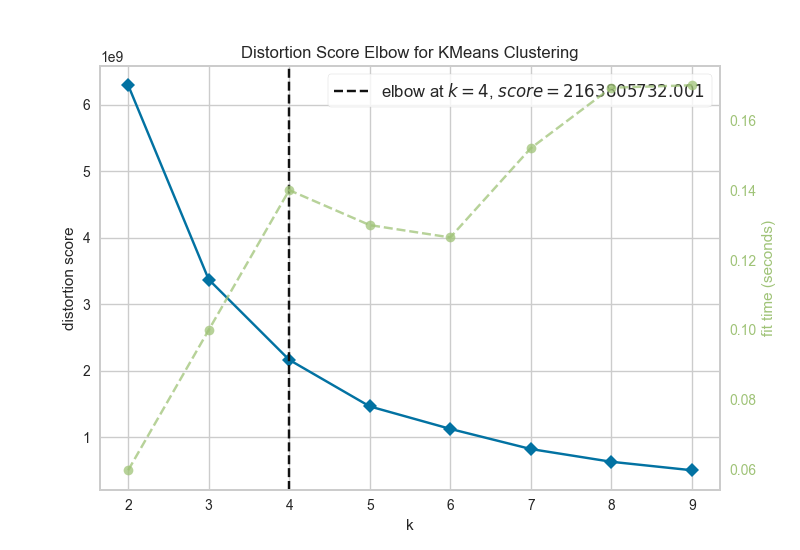 Distortion Score Elbow for KMeans Clustering
1e9
elbow at k = 4, score = 2163805732.001
6
5
4
3
2
1
distortion score
0.16
0.14
0.12
0.10
0.08
0.06
fit time (seconds)
2 3 4 5 6 7 8 9
k